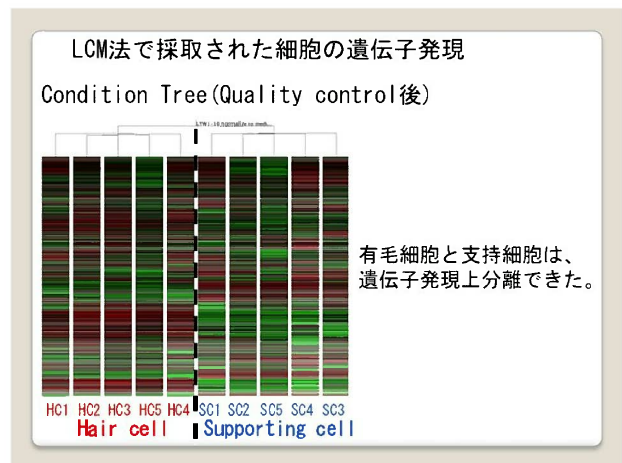 LCM法で採取された細胞の遺伝子発現
Condition Tree(Quality control後)
有毛細胞と支持細胞は、
遺伝子発現上分離できた。
HC1 HC2 HC3 HC5 HC4 SC1 SC2 SC5 SC4 SC3
Hair cell Supporting cell